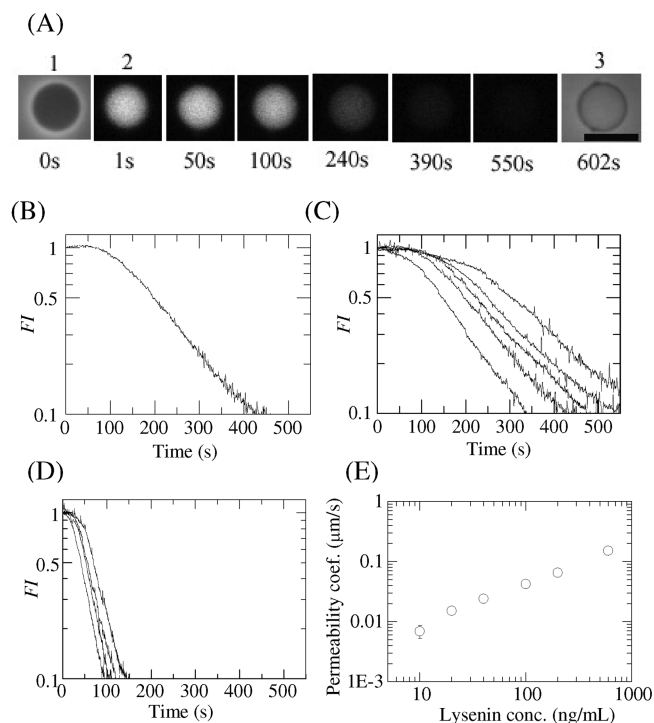 (A)
1 2 3
0s 1s 50s 100s 240s 390s 550s 602s
(B)
1
0.5
0.1
FI
0 100 200 300 400 500
Time (s)
(C)
1
0.5
0.1
FI
0 100 200 300 400 500
Time (s)
(D)
1
0.5
0.1
FI
0 100 200 300 400 500
Time (s)
(E)
1
0.1
0.01
1E-3
Permeability coef. (μm/s)
10 100 1000
Lysenin conc. (ng/mL)